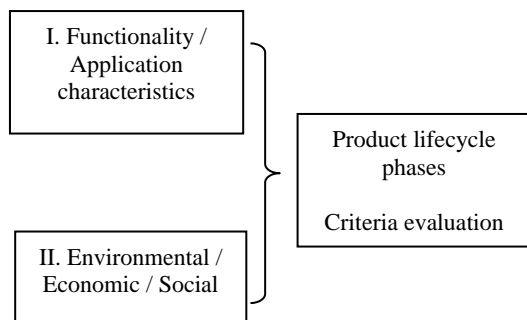 I. Functionality /
Application
characteristics
Product lifecycle
phases
Criteria evaluation
II. Environmental /
Economic / Social